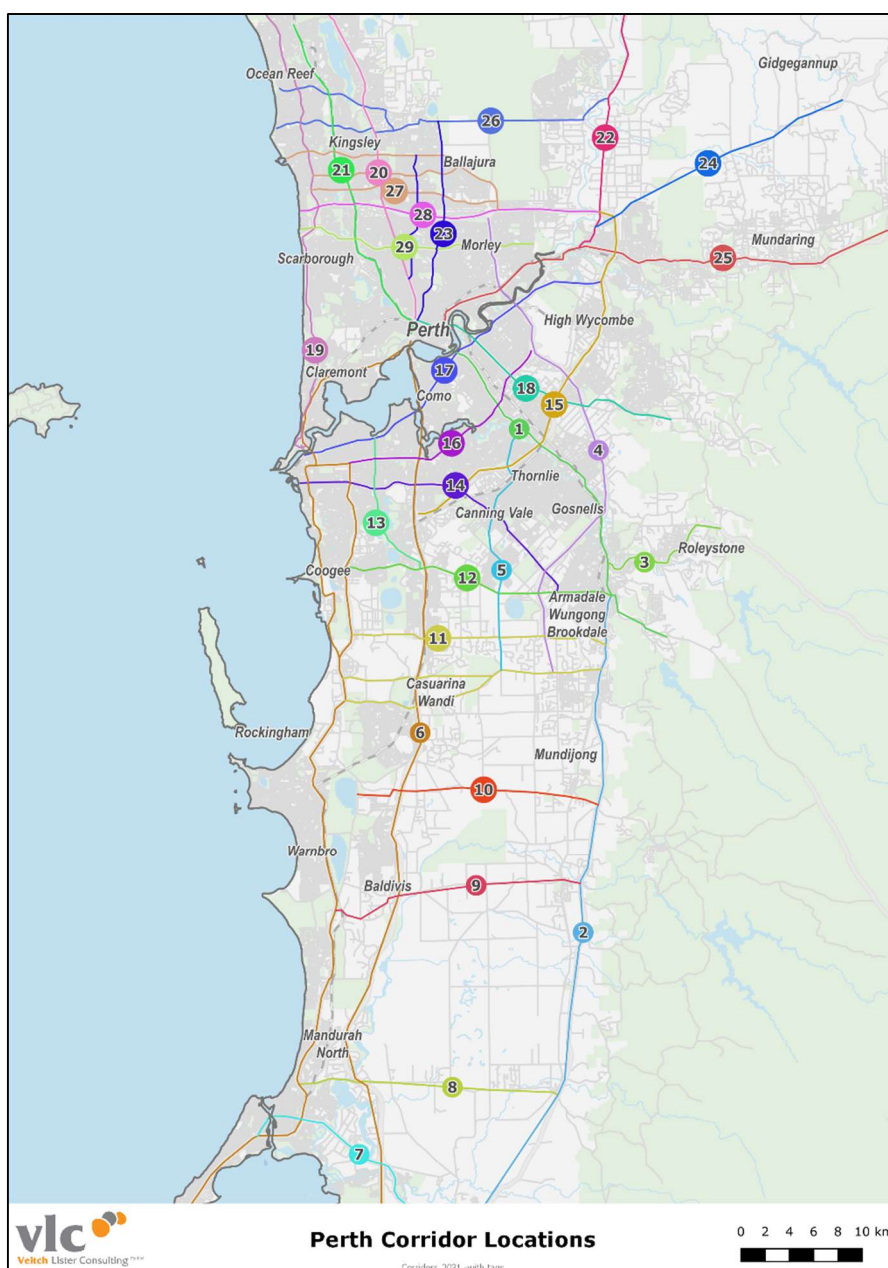 Gidgegannup
Ocean Reef
26
22
Kingsley
24
Ballajura
21
20
27
28
23
Mundaring
29
Morley
Scarborough
25
High Wycombe
Perth
19
Claremont
17
Como
18
15
1
16
4
Thornlie
14
Canning Vale
Gosnells
13
Roleystone
3
Coogee
5
12
Armadale
Wungong
Brookdale
11
Casuarina
Wandi
Rockingham
6
Mundijong
10
Warnbro
Baldivis
9
2
Mandurah
North
8
7
vlc
Veitch Lister Consulting
Perth Corridor Locations
0 2 4 6 8 10 km
Corridors_2031 -with tags